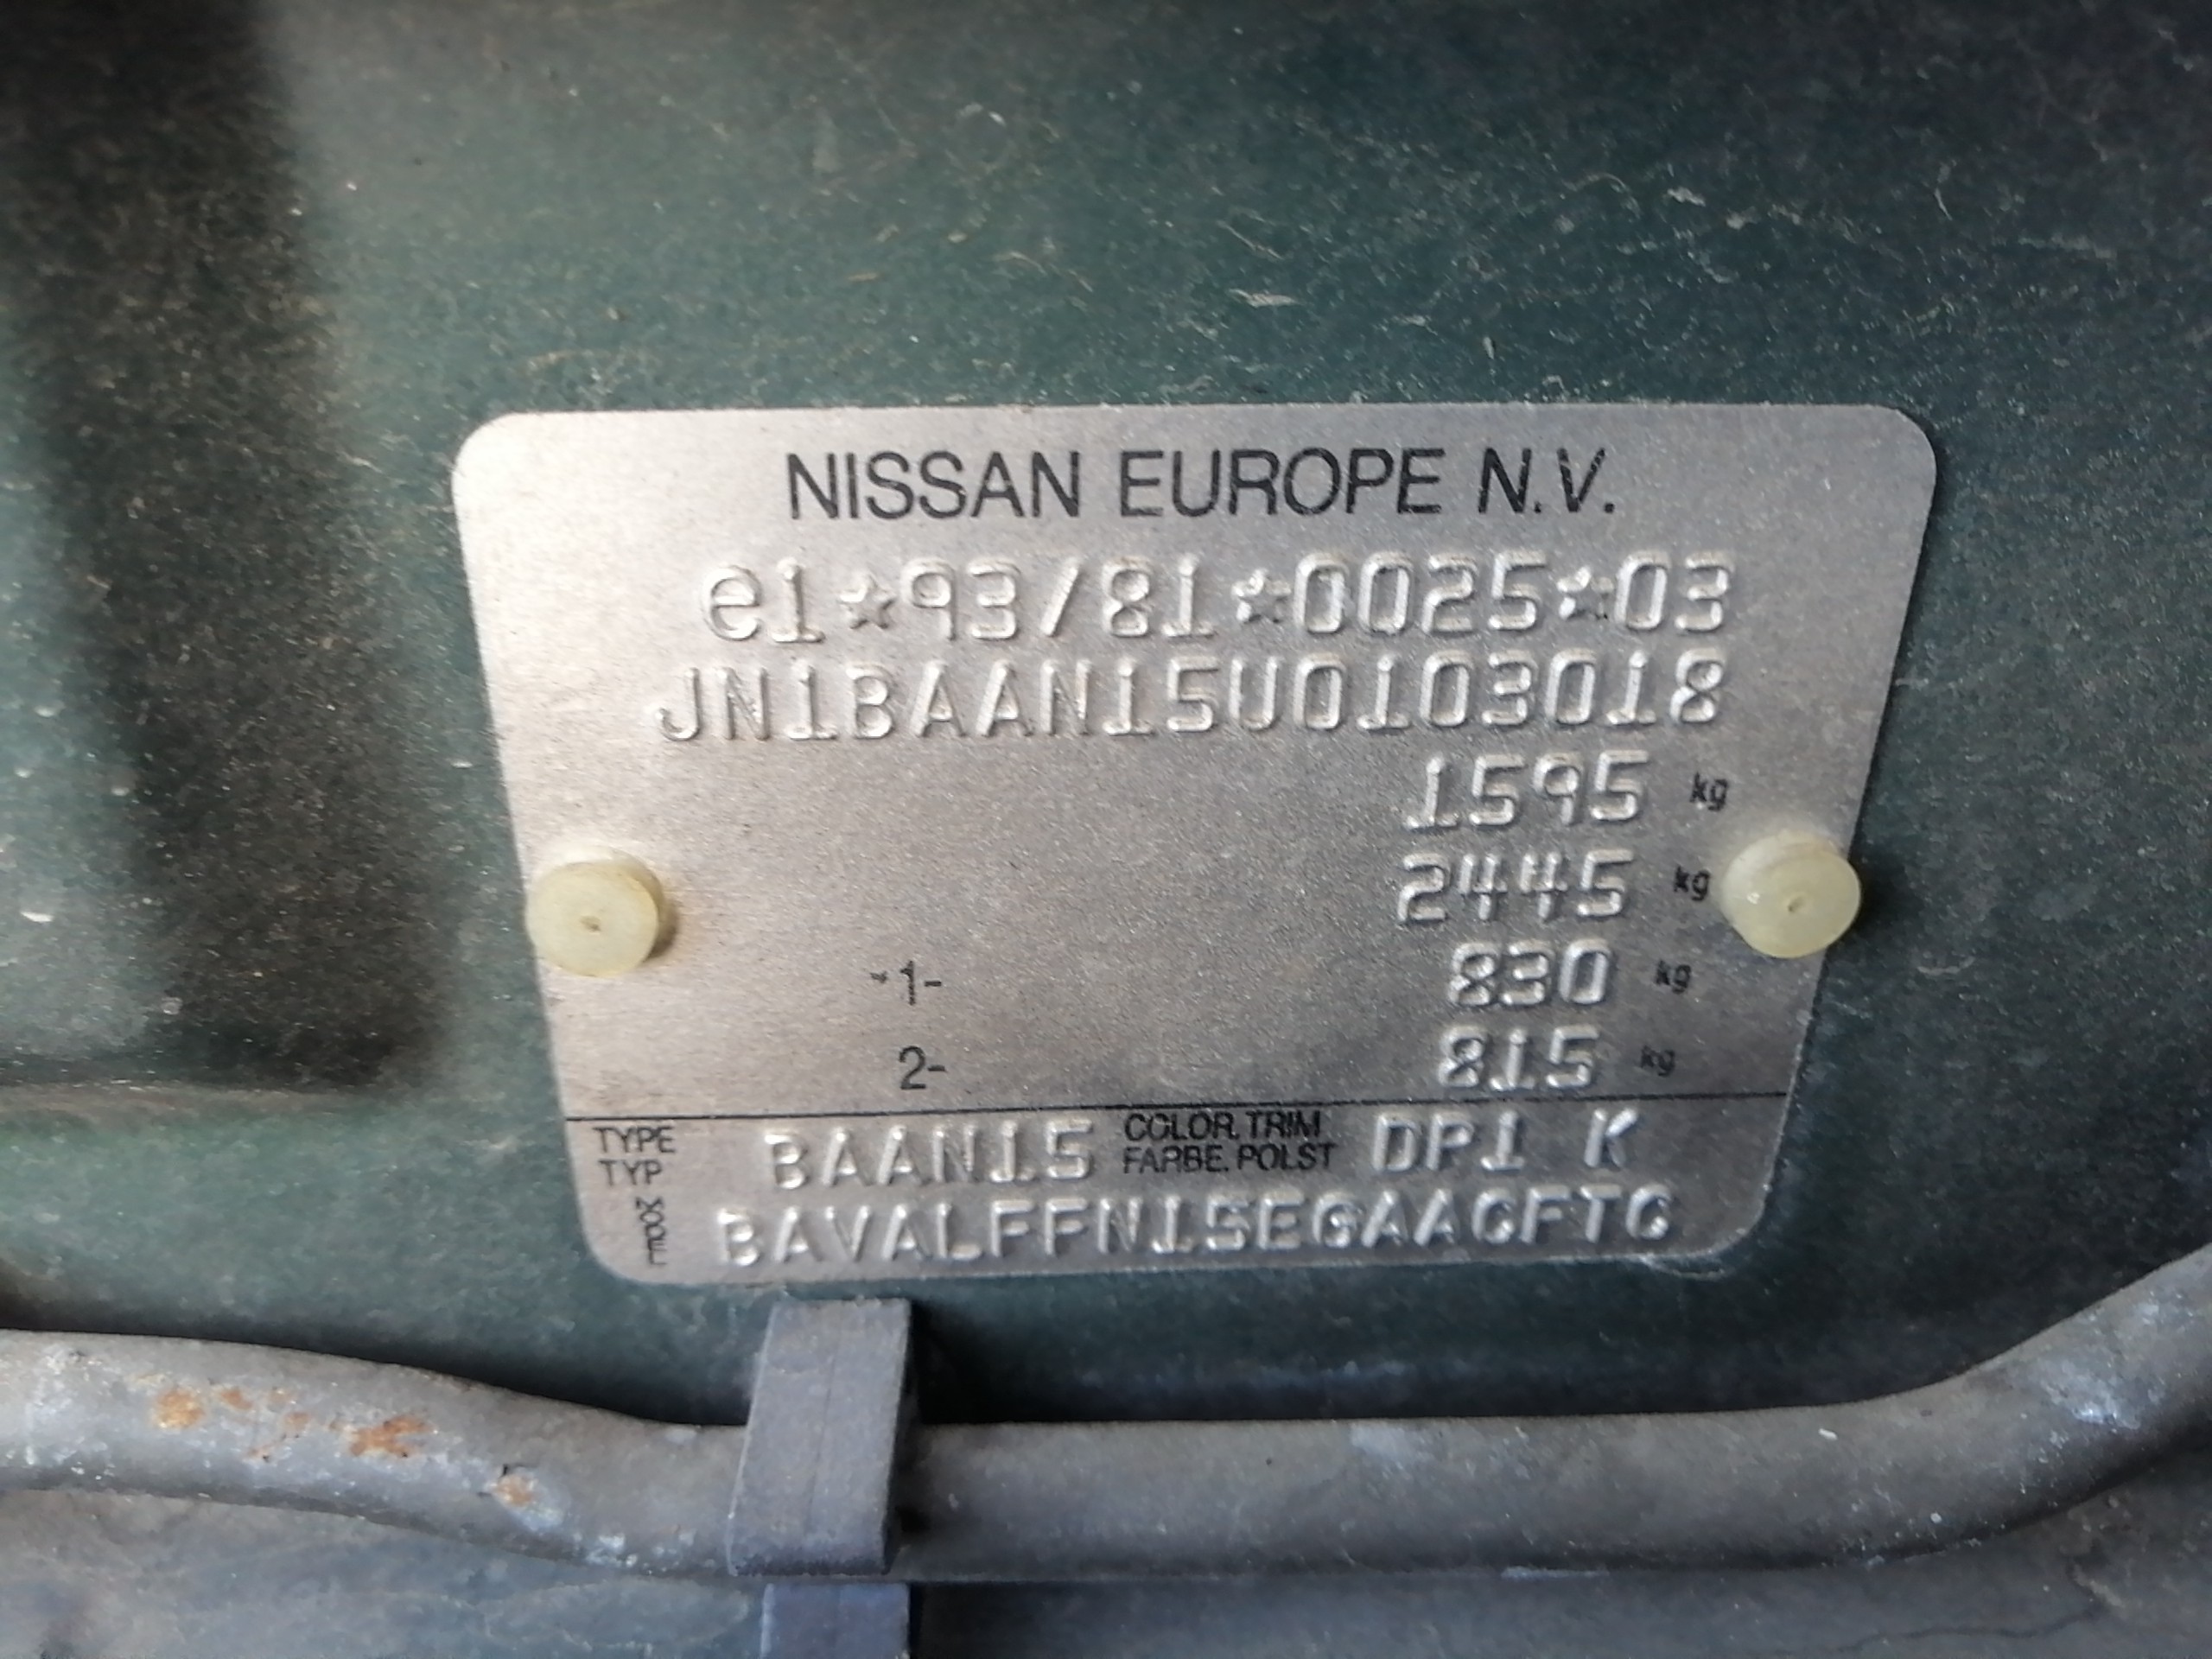 NISSAN EUROPE N.V.
e1*93/81*0025*03
JN1BAAN15U0103018
1595 kg
2445 kg
1- 830 kg
2- 815 kg
TYPE BAAN15 COLOR.TRIM DP1 K
TYP FARBE.POLST
BAVALFFN15EGAACFTG